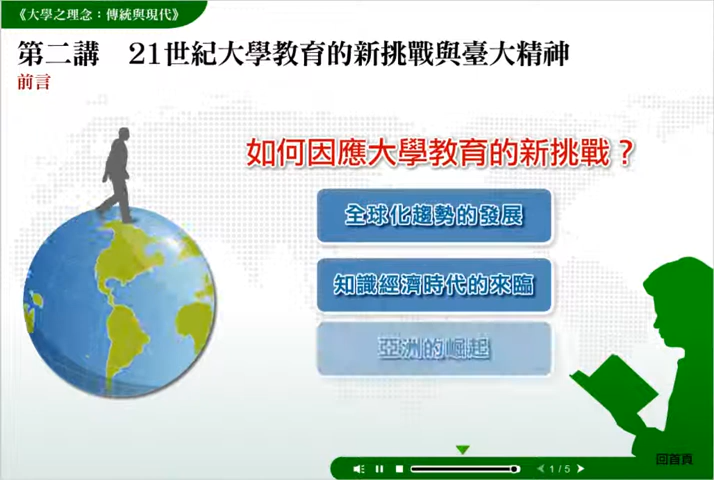 《大學之理念：傳統與現代》
第二講　21世紀大學教育的新挑戰與臺大精神
前言
如何因應大學教育的新挑戰？
全球化趨勢的發展
知識經濟時代的來臨
亞洲的崛起
回首頁
1/5